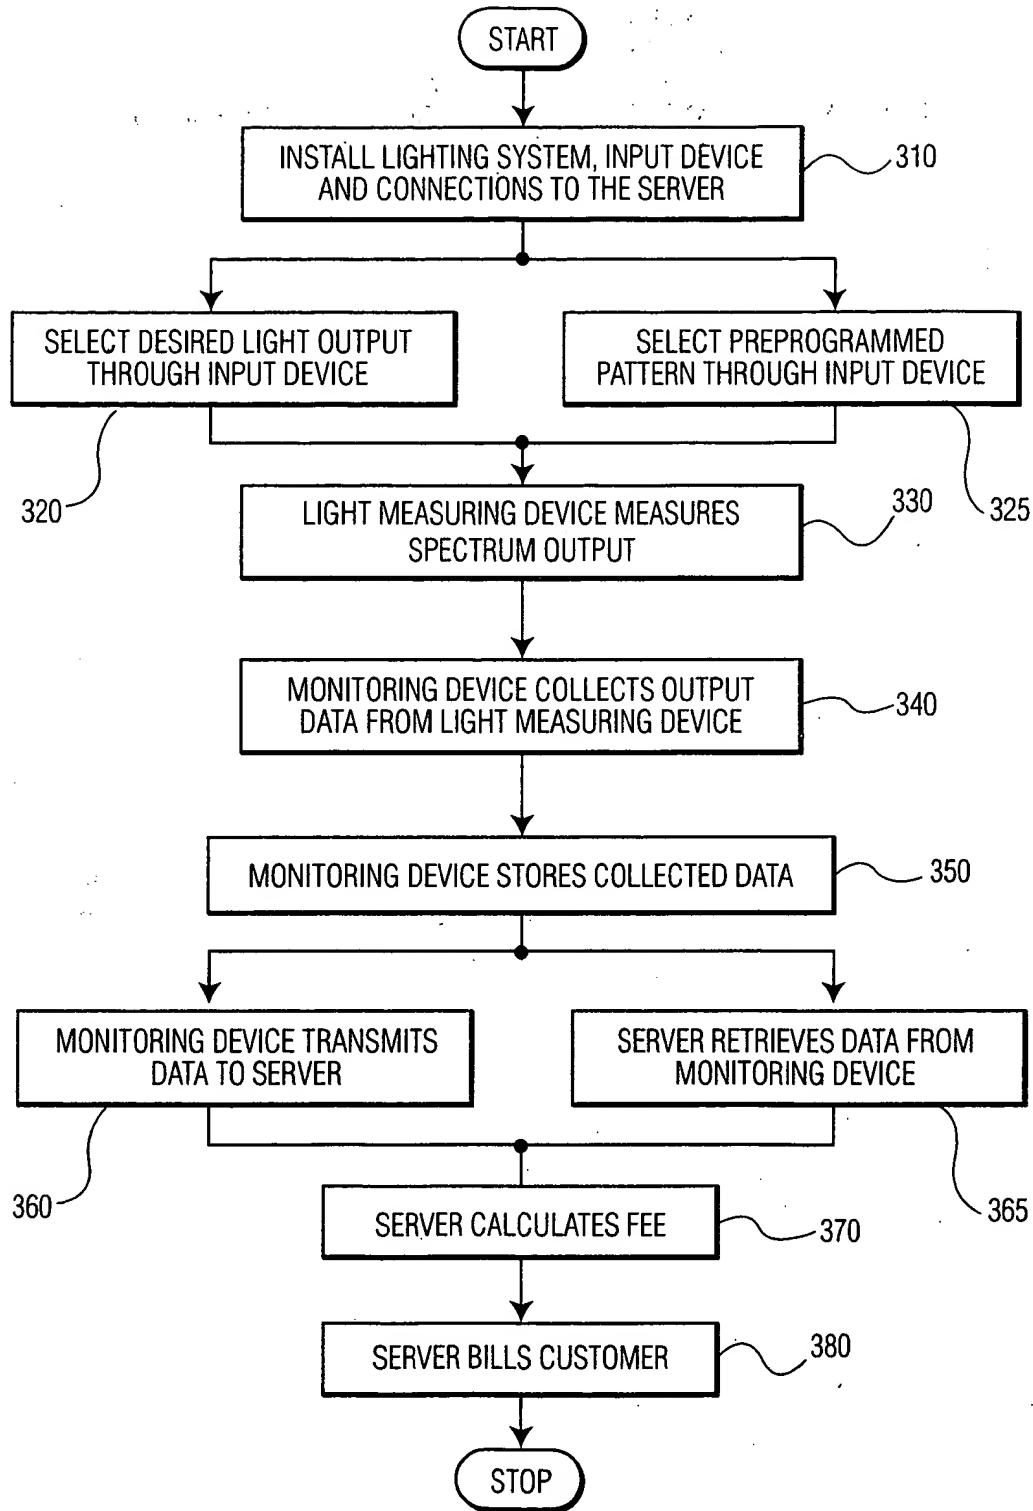 START
INSTALL LIGHTING SYSTEM, INPUT DEVICE
AND CONNECTIONS TO THE SERVER
310
SELECT DESIRED LIGHT OUTPUT
THROUGH INPUT DEVICE
320
SELECT PREPROGRAMMED
PATTERN THROUGH INPUT DEVICE
325
LIGHT MEASURING DEVICE MEASURES
SPECTRUM OUTPUT
330
MONITORING DEVICE COLLECTS OUTPUT
DATA FROM LIGHT MEASURING DEVICE
340
MONITORING DEVICE STORES COLLECTED DATA
350
MONITORING DEVICE TRANSMITS
DATA TO SERVER
360
SERVER RETRIEVES DATA FROM
MONITORING DEVICE
365
SERVER CALCULATES FEE
370
SERVER BILLS CUSTOMER
380
STOP